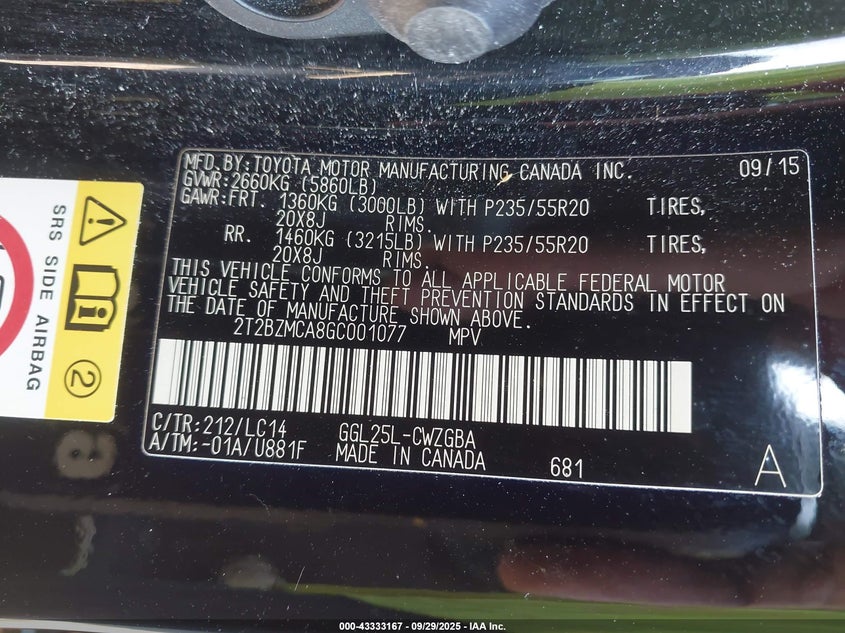 MFD. BY: TOYOTA MOTOR MANUFACTURING CANADA INC. 09/15
GVWR:2660KG (5860LB)
GAWR:FRT. 1360KG (3000LB) WITH P235/55R20 TIRES,
20X8J RIMS.
RR. 1460KG (3215LB) WITH P235/55R20 TIRES,
20X8J RIMS.
THIS VEHICLE CONFORMS TO ALL APPLICABLE FEDERAL MOTOR
VEHICLE SAFETY AND THEFT PREVENTION STANDARDS IN EFFECT ON
THE DATE OF MANUFACTURE SHOWN ABOVE.
2T2BZMCA8GC001077 MPV
C/TR:212/LC14 GGL25L-CWZGBA
A/TM:-01A/U881F MADE IN CANADA 681 A
SRS SIDE AIRBAG
2
000-43333167 - 09/29/2025 - IAA Inc.